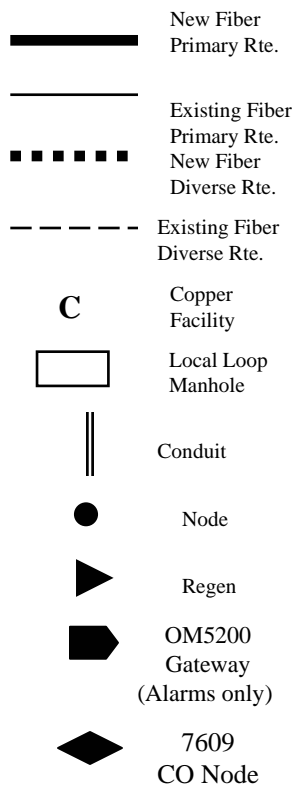 New Fiber
Primary Rte.
Existing Fiber
Primary Rte.
New Fiber
Diverse Rte.
Existing Fiber
Diverse Rte.
C
Copper
Facility
Local Loop
Manhole
Conduit
Node
Regen
OM5200
Gateway
(Alarms only)
7609
CO Node